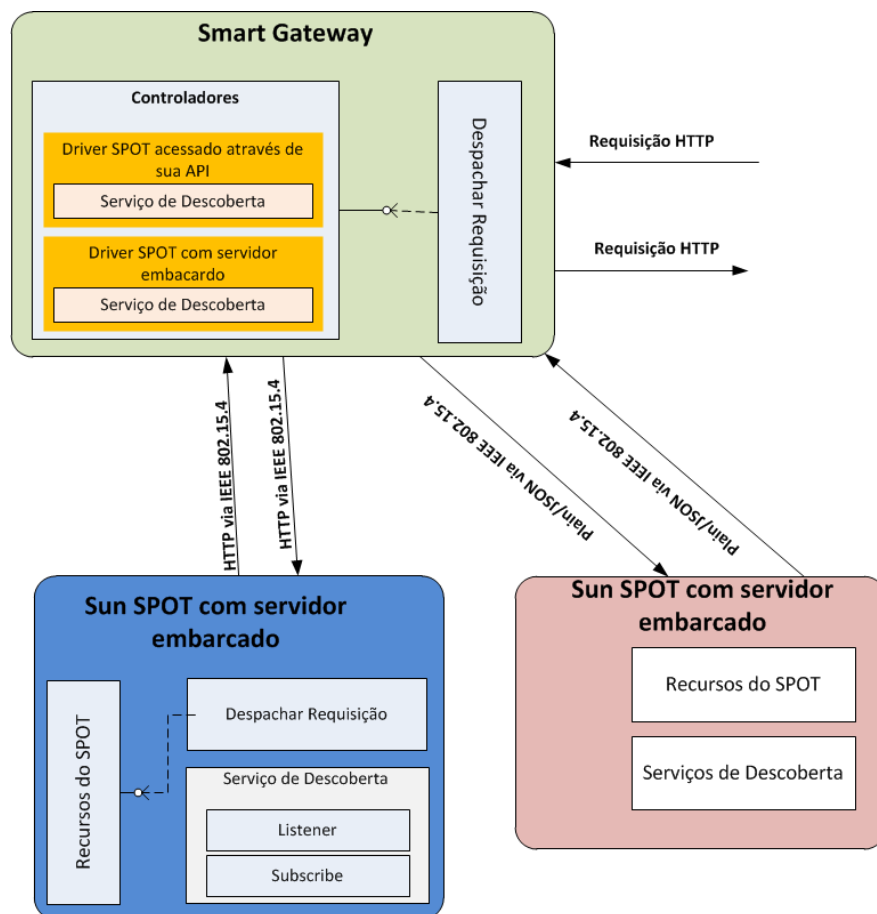 Smart Gateway
Controladores
Driver SPOT acessado através de
sua API
Serviço de Descoberta
Driver SPOT com servidor
embacardo
Serviço de Descoberta
Despachar Requisição
Requisição HTTP
Requisição HTTP
HTTP via IEEE 802.15.4
HTTP via IEEE 802.15.4
Plain/JSON via IEEE 802.15.4
Plain/JSON via IEEE 802.15.4
Sun SPOT com servidor
embarcado
Recursos do SPOT
Despachar Requisição
Serviço de Descoberta
Listener
Subscribe
Sun SPOT com servidor
embarcado
Recursos do SPOT
Serviços de Descoberta